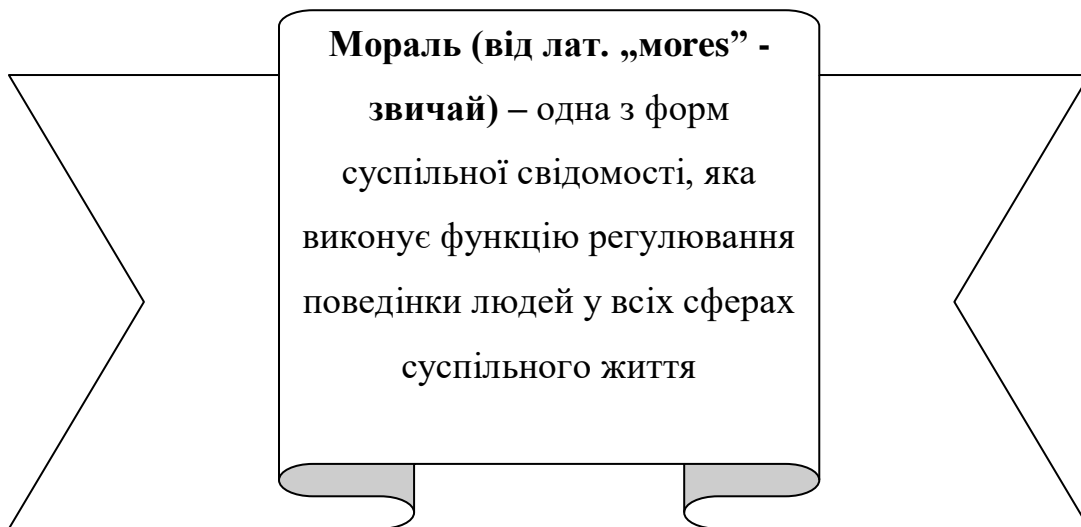 Мораль (від лат. „mores” -
звичай) – одна з форм
суспільної свідомості, яка
виконує функцію регулювання
поведінки людей у всіх сферах
суспільного життя